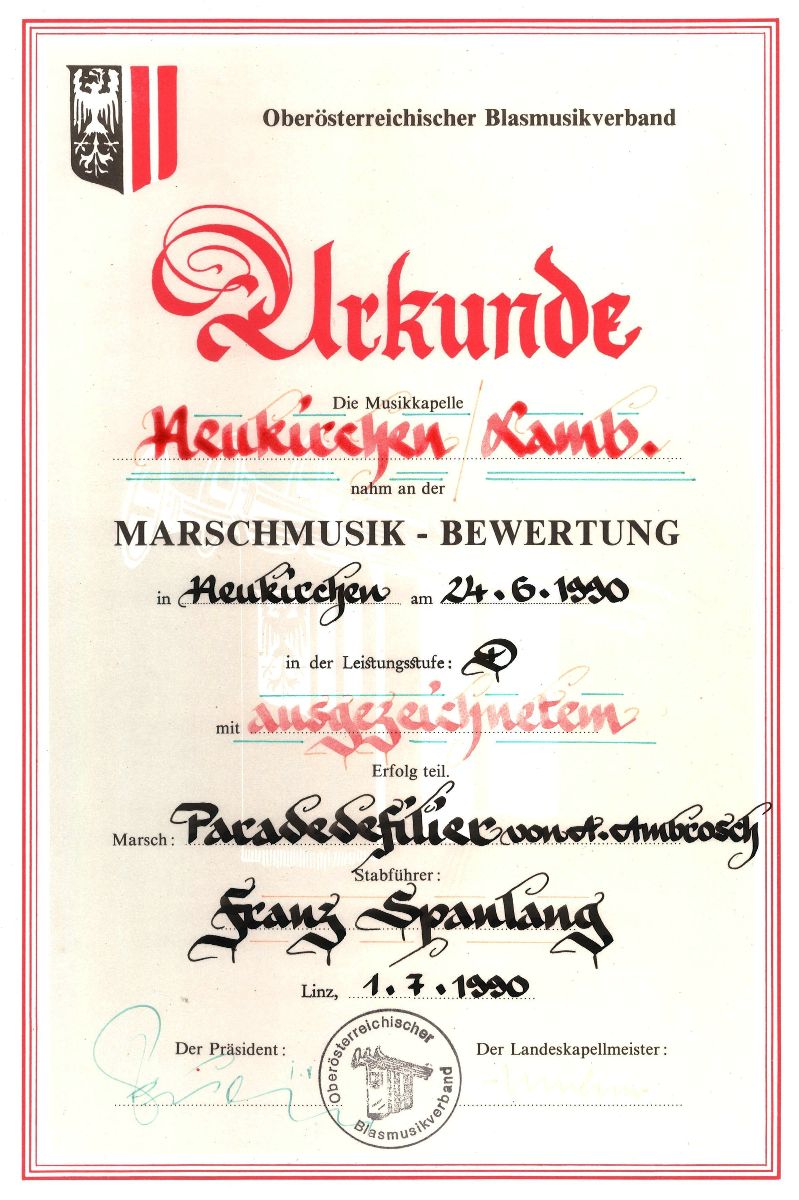 Oberösterreichischer Blasmusikverband
Urkunde
Die Musikkapelle
Neukirchen / Lamb.
nahm an der
MARSCHMUSIK - BEWERTUNG
in Neukirchen am 24.6.1990
in der Leistungsstufe: D
mit ausgezeichnetem
Erfolg teil.
Marsch: Paradedefilier von A. Ambrosch
Stabführer:
Franz Spanlang
Linz, 1.7.1990
Der Präsident:
Der Landeskapellmeister:
Oberösterreichischer
Blasmusikverband